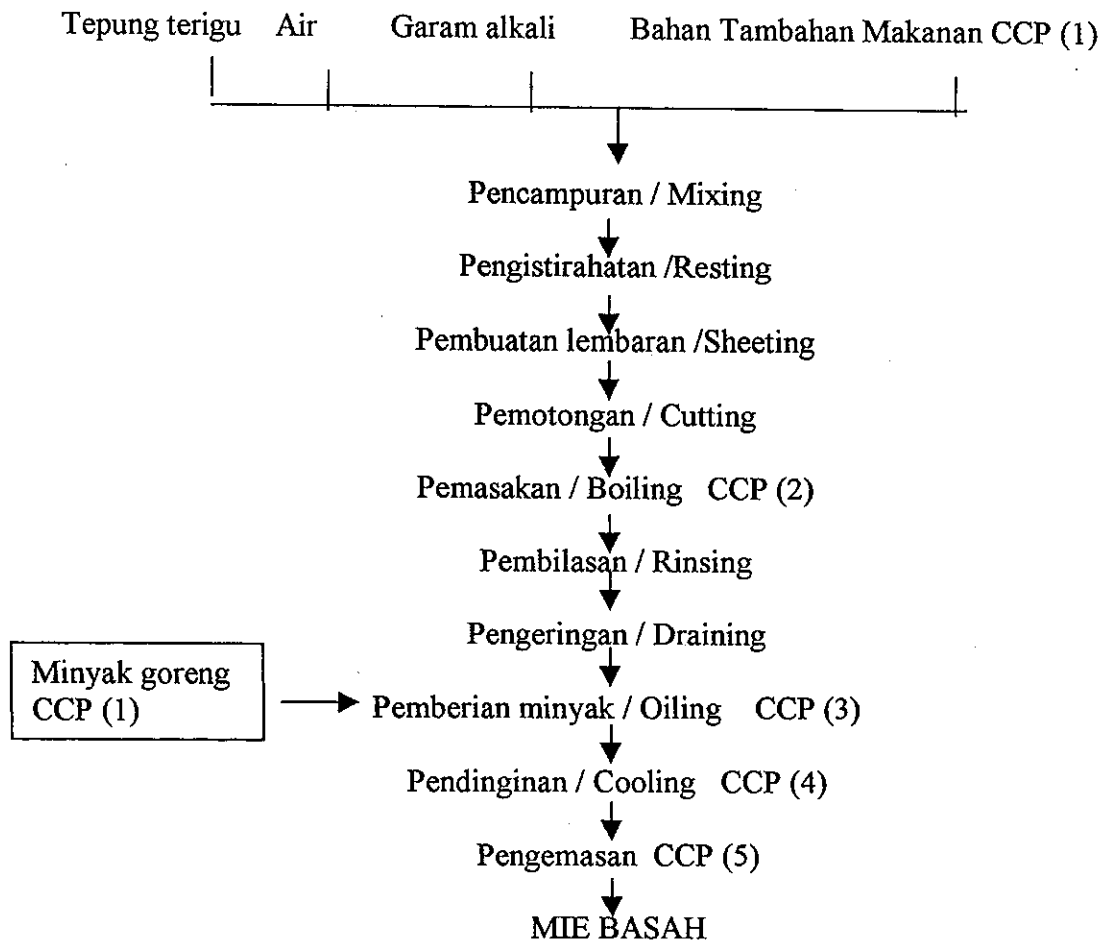 Tepung terigu Air Garam alkali Bahan Tambahan Makanan CCP (1)
Pencampuran / Mixing
Pengistirahatan /Resting
Pembuatan lembaran /Sheeting
Pemotongan / Cutting
Pemasakan / Boiling CCP (2)
Pembilasan / Rinsing
Pengeringan / Draining
Minyak goreng
CCP (1)
Pemberian minyak / Oiling CCP (3)
Pendinginan / Cooling CCP (4)
Pengemasan CCP (5)
MIE BASAH